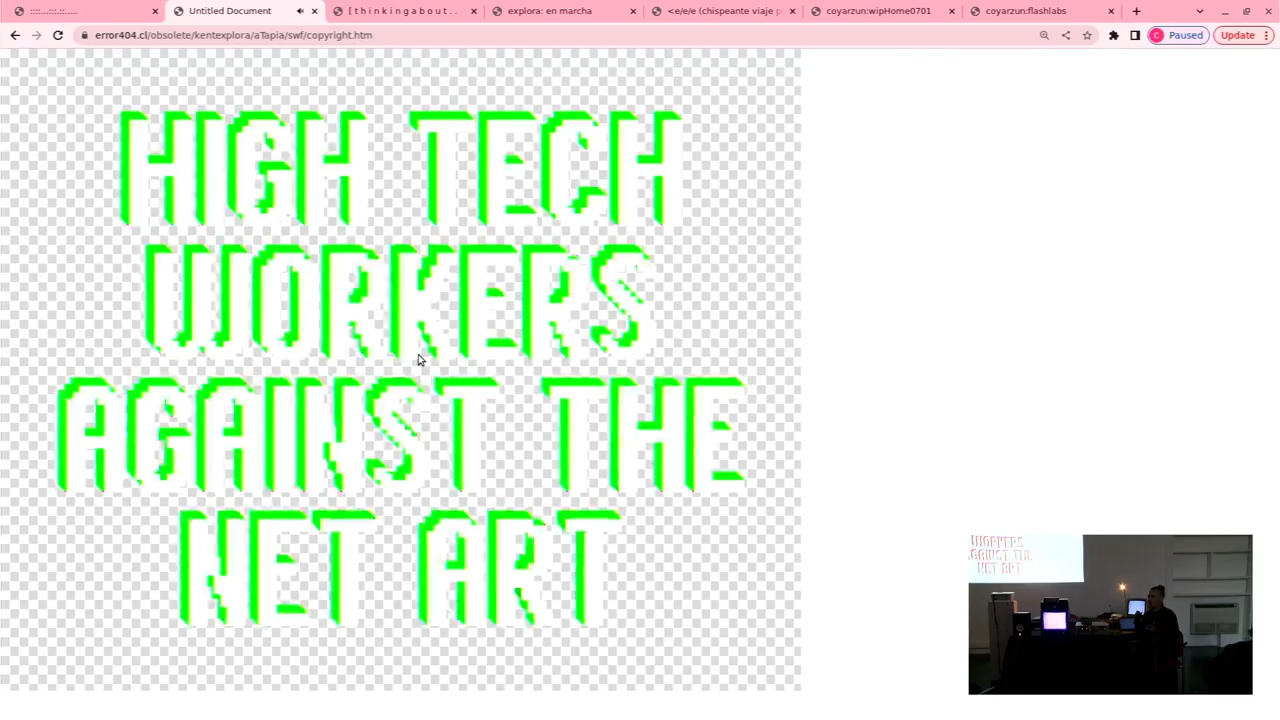 ::::...:::.::......
Untitled Document
[ t h i n k i n g a b o u t . .
explora: en marcha
<e/e/e (chispeante viaje p
coyarzun:wipHome0701
coyarzun:flashlabs
error404.cl/obsolete/kentexplora/aTapia/swf/copyright.htm
C
Paused
Update
HIGH TECH
WORKERS
AGAINST THE
NET ART
WORKERS
GAINST THE
NET ART